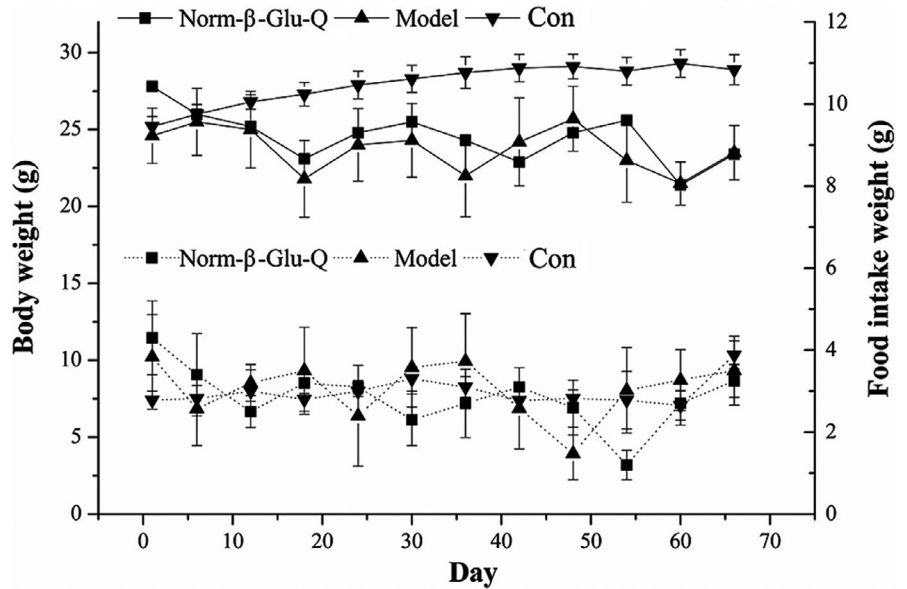 Norm-β-Glu-Q Model Con
Norm-β-Glu-Q Model Con
Body weight (g)
30
25
20
15
10
5
0
Food intake weight (g)
12
10
8
6
4
2
0
0 10 20 30 40 50 60 70
Day